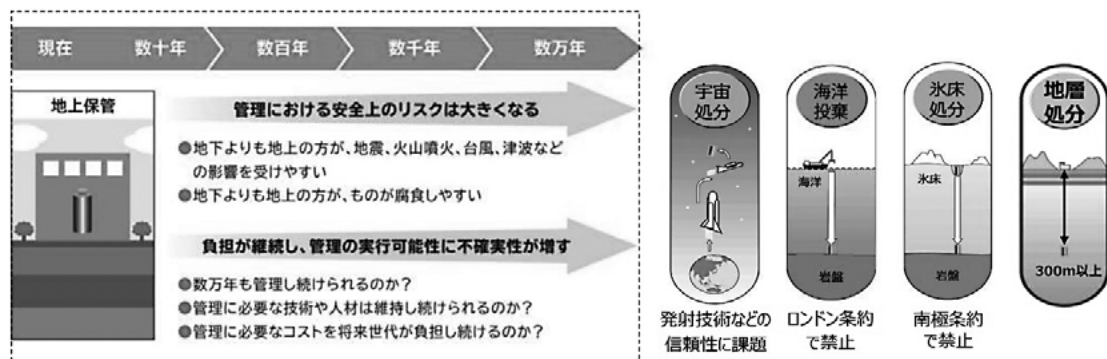 現在
数十年
数百年
数千年
数万年
地上保管
管理における安全上のリスクは大きくなる
●地下よりも地上の方が、地震、火山噴火、台風、津波など
の影響を受けやすい
●地下よりも地上の方が、ものが腐食しやすい
負担が継続し、管理の実行可能性に不確実性が増す
●数万年も管理し続けられるのか？
●管理に必要な技術や人材は維持し続けられるのか？
●管理に必要なコストを将来世代が負担し続けるのか？
宇宙
処分
発射技術などの
信頼性に課題
海洋
投棄
海洋
岩盤
ロンドン条約
で禁止
氷床
処分
氷床
岩盤
南極条約
で禁止
地層
処分
300m以上